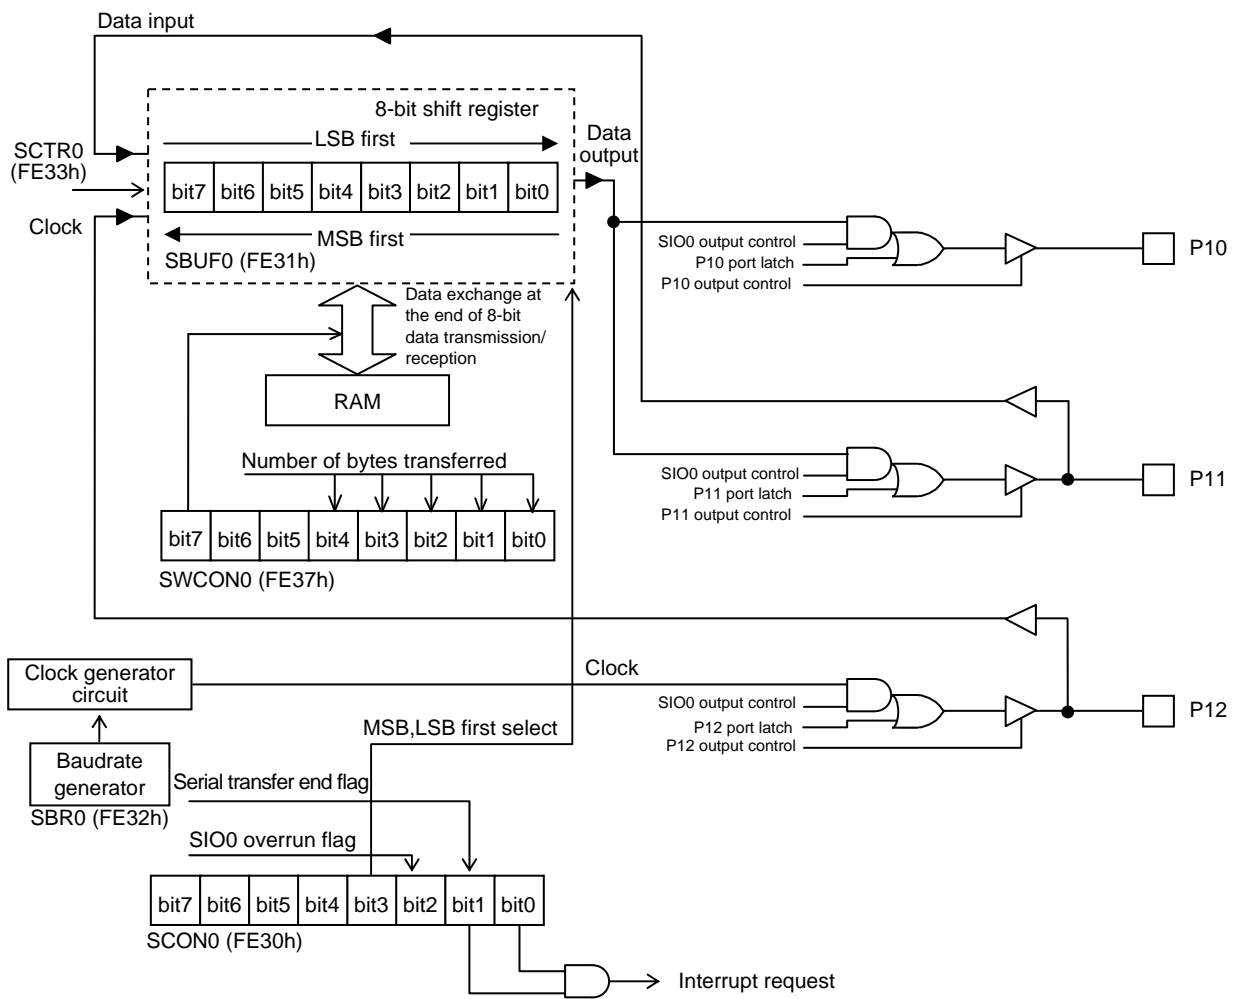 Data input
8-bit shift register
LSB first
Data
output
SCTR0
(FE33h)
bit7 bit6 bit5 bit4 bit3 bit2 bit1 bit0
Clock
MSB first
SBUF0 (FE31h)
SIO0 output control
P10 port latch
P10 output control
P10
Data exchange at
the end of 8-bit
data transmission/
reception
RAM
Number of bytes transferred
SIO0 output control
P11 port latch
P11 output control
P11
bit7 bit6 bit5 bit4 bit3 bit2 bit1 bit0
SWCON0 (FE37h)
Clock generator
circuit
Clock
SIO0 output control
P12 port latch
P12 output control
P12
MSB,LSB first select
Baudrate
generator
SBR0 (FE32h)
Serial transfer end flag
SIO0 overrun flag
bit7 bit6 bit5 bit4 bit3 bit2 bit1 bit0
SCON0 (FE30h)
Interrupt request